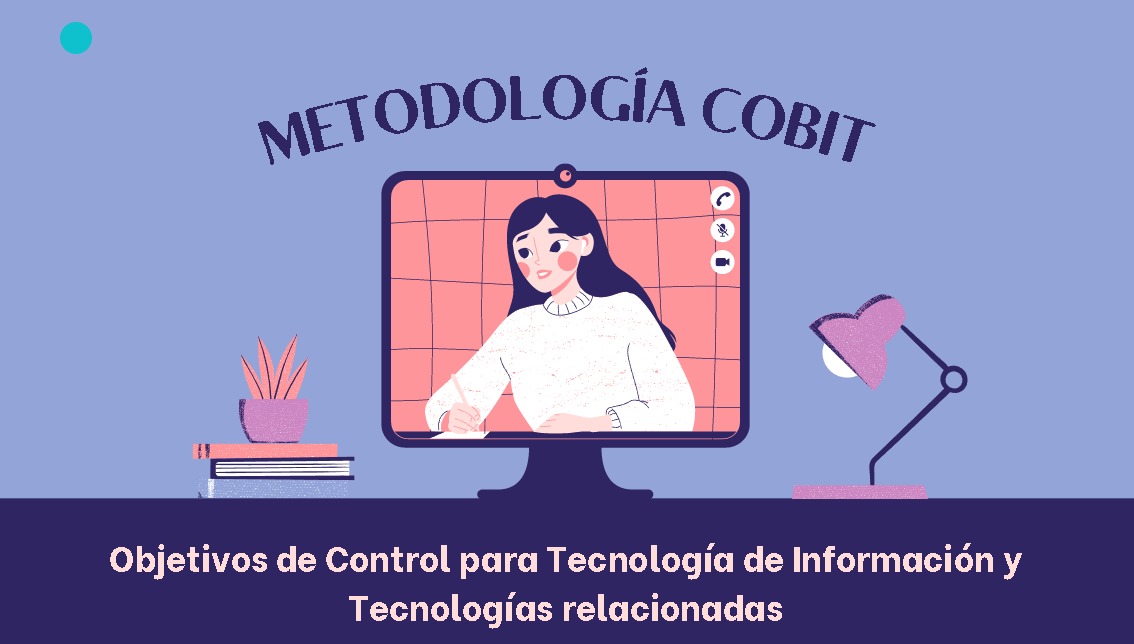 METODOLOGÍA COBIT
Objetivos de Control para Tecnología de Información y
Tecnologías relacionadas